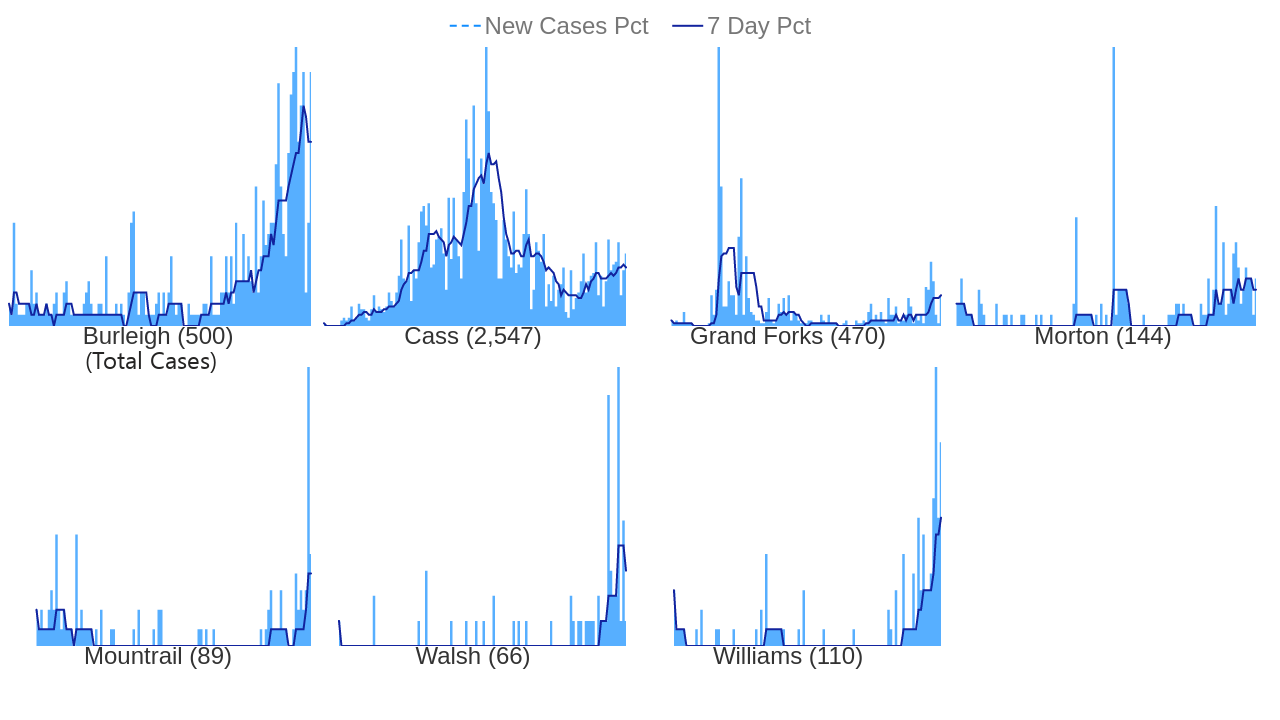 New Cases Pct 7 Day Pct
Burleigh (500)
(Total Cases)
Cass (2,547)
Grand Forks (470)
Morton (144)
Mountrail (89)
Walsh (66)
Williams (110)